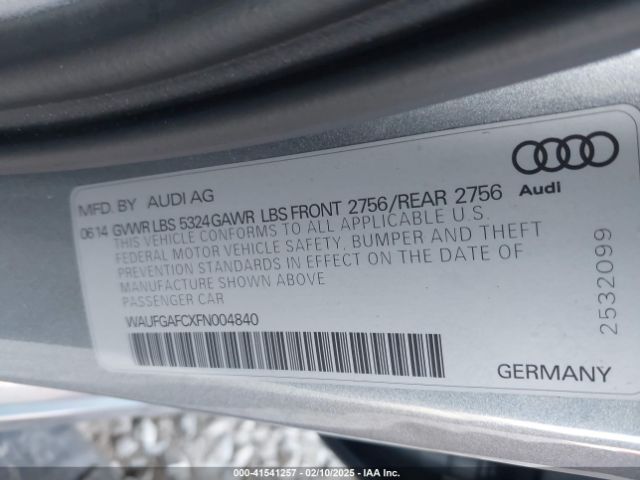 MFD. BY AUDI AG
06.14 GVWR LBS 5324 GAWR LBS FRONT 2756/REAR 2756
THIS VEHICLE CONFORMS TO ALL APPLICABLE U.S.
FEDERAL MOTOR VEHICLE SAFETY, BUMPER AND THEFT
PREVENTION STANDARDS IN EFFECT ON THE DATE OF
MANUFACTURE SHOWN ABOVE
PASSENGER CAR
WAUFGAFCXFN004840
Audi
2532099
GERMANY
000-41541257 - 02/10/2025 - IAA Inc.